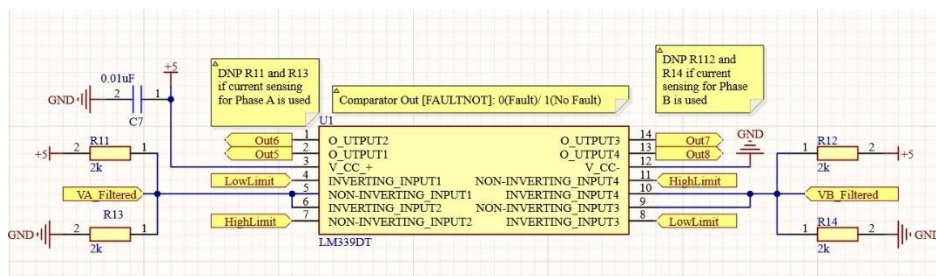 +5
0.01uF
GND 2 1
C7
DNP R11 and R13
if current sensing
for Phase A is used
Comparator Out [FAULTNOT]: 0(Fault)/ 1(No Fault)
DNP R112 and
R14 if current
sensing for Phase
B is used
U1
Out6 1 O_UTPUT2 O_UTPUT3 14 Out7
Out5 2 O_UTPUT1 O_UTPUT4 13 Out8
3 V_CC_+ V_CC- 12 GND
LowLimit 4 INVERTING_INPUT1 NON-INVERTING_INPUT4 11 HighLimit
5 NON-INVERTING_INPUT1 INVERTING_INPUT4 10
6 INVERTING_INPUT2 NON-INVERTING_INPUT3 9
HighLimit 7 NON-INVERTING_INPUT2 INVERTING_INPUT3 8 LowLimit
LM339DT
R11
+5 2 1
2k
VA_Filtered
R13
GND 2 1
2k
R12
1 2 +5
2k
VB_Filtered
R14
1 2 GND
2k